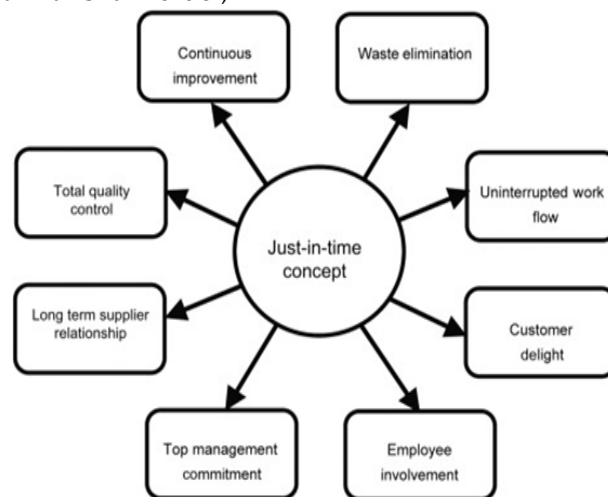 Continuous
improvement
Waste elimination
Total quality
control
Uninterrupted work
flow
Just-in-time
concept
Long term supplier
relationship
Customer
delight
Top management
commitment
Employee
involvement